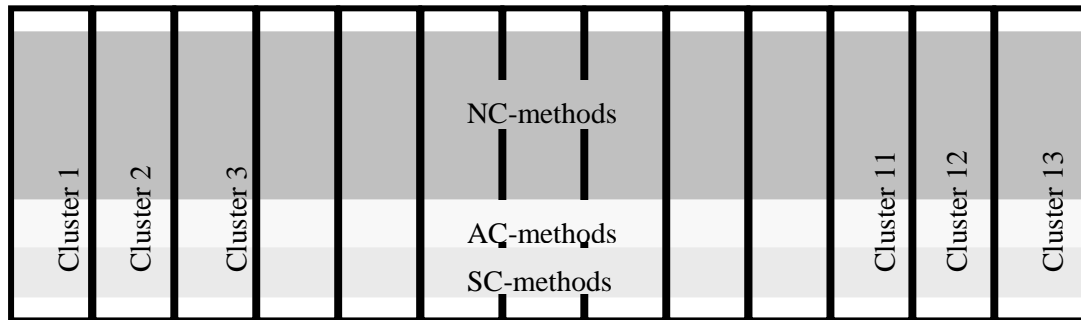 NC-methods
AC-methods
SC-methods
Cluster 1
Cluster 2
Cluster 3
Cluster 11
Cluster 12
Cluster 13